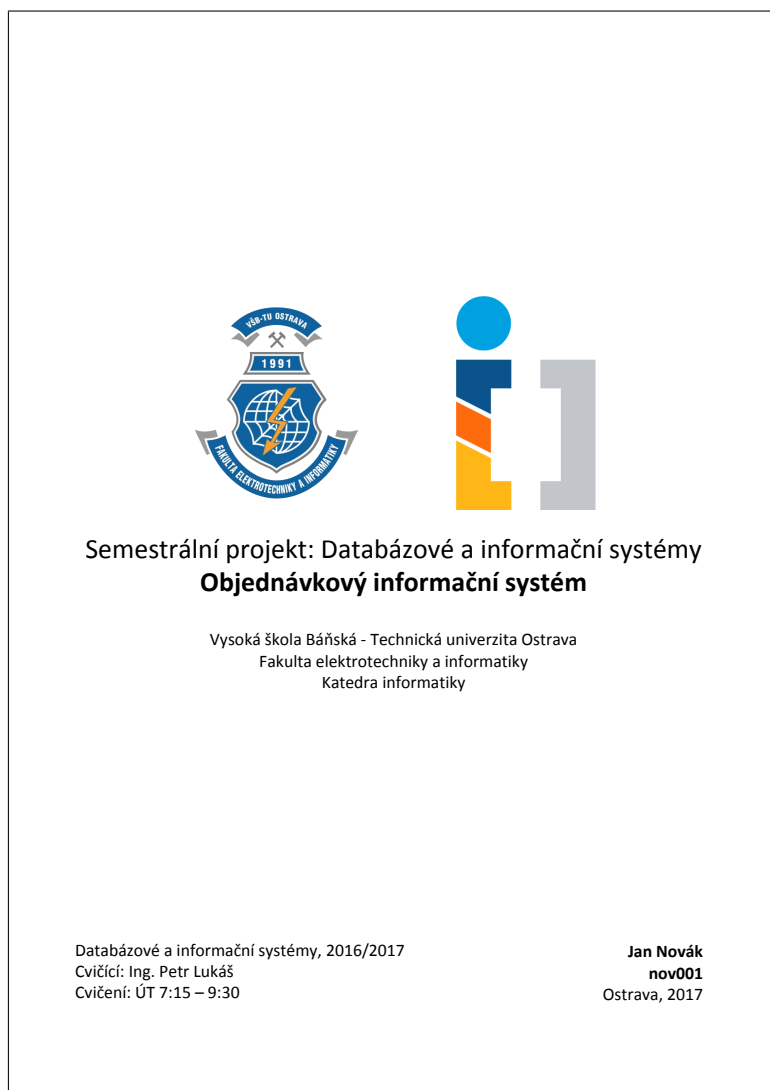 VŠB-TU OSTRAVA
1991
FAKULTA ELEKTROTECHNIKY A INFORMATIKY
Semestrální projekt: Databázové a informační systémy
Objednávkový informační systém
Vysoká škola Báňská - Technická univerzita Ostrava
Fakulta elektrotechniky a informatiky
Katedra informatiky
Databázové a informační systémy, 2016/2017
Cvičící: Ing. Petr Lukáš
Cvičení: ÚT 7:15 – 9:30
Jan Novák
nov001
Ostrava, 2017